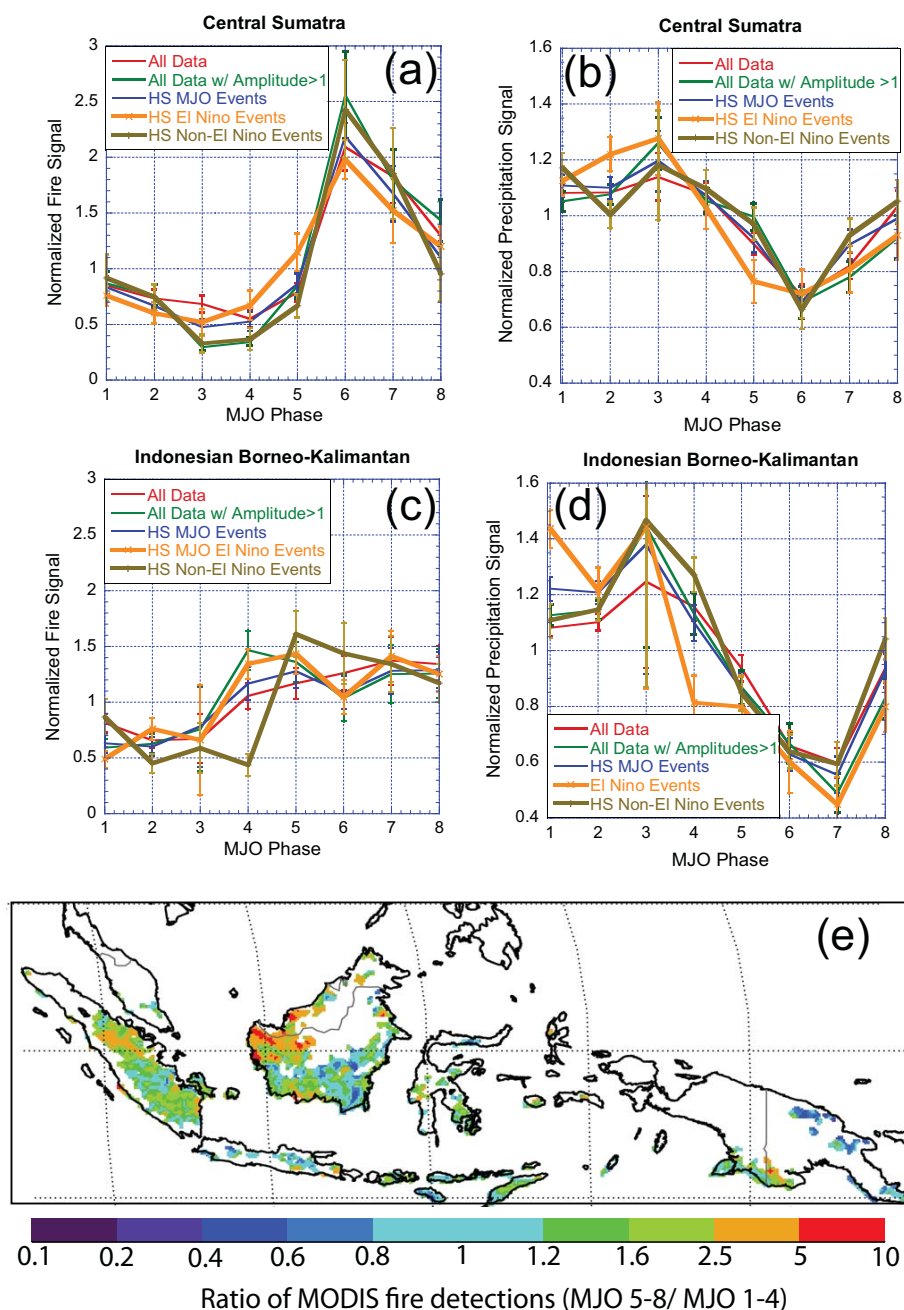 Central Sumatra
(a)
All Data
All Data w/ Amplitude>1
HS MJO Events
HS El Nino Events
HS Non-El Nino Events
Normalized Fire Signal
3
2.5
2
1.5
1
0.5
0
1 2 3 4 5 6 7 8
MJO Phase
Central Sumatra
(b)
All Data
All Data w/ Amplitude >1
HS MJO Events
HS El Nino Events
HS Non-El Nino Events
Normalized Precipitation Signal
1.6
1.4
1.2
1.0
0.8
0.6
0.4
1 2 3 4 5 6 7 8
MJO Phase
Indonesian Borneo-Kalimantan
(c)
All Data
All Data w/ Amplitude>1
HS MJO Events
HS MJO El Nino Events
HS Non-El Nino Events
Normalized Fire Signal
3
2.5
2
1.5
1
0.5
0
1 2 3 4 5 6 7 8
MJO Phase
Indonesian Borneo-Kalimantan
(d)
All Data
All Data w/ Amplitudes>1
HS MJO Events
El Nino Events
HS Non-El Nino Events
Normalized Precipitation Signal
1.6
1.4
1.2
1.0
0.8
0.6
0.4
1 2 3 4 5 6 7 8
MJO Phase
(e)
0.1 0.2 0.4 0.6 0.8 1 1.2 1.6 2.5 5 10
Ratio of MODIS fire detections (MJO 5-8/ MJO 1-4)